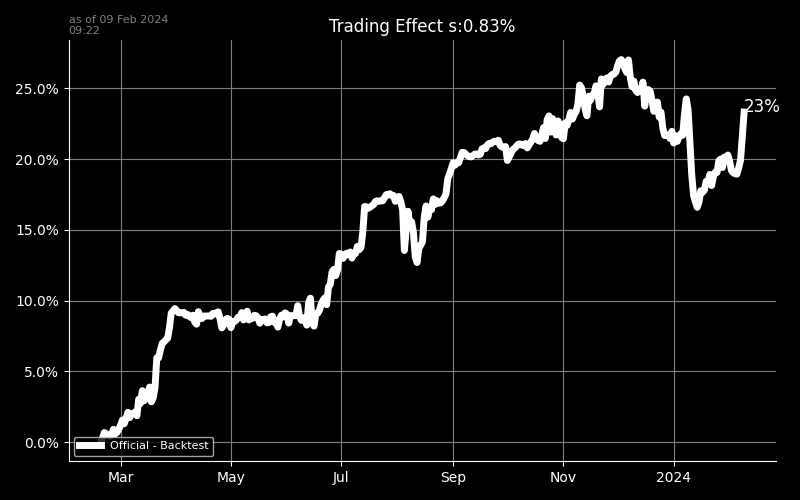 as of 09 Feb 2024
09:22
Trading Effect s:0.83%
25.0%
20.0%
15.0%
10.0%
5.0%
0.0%
23%
Official - Backtest
Mar May Jul Sep Nov 2024